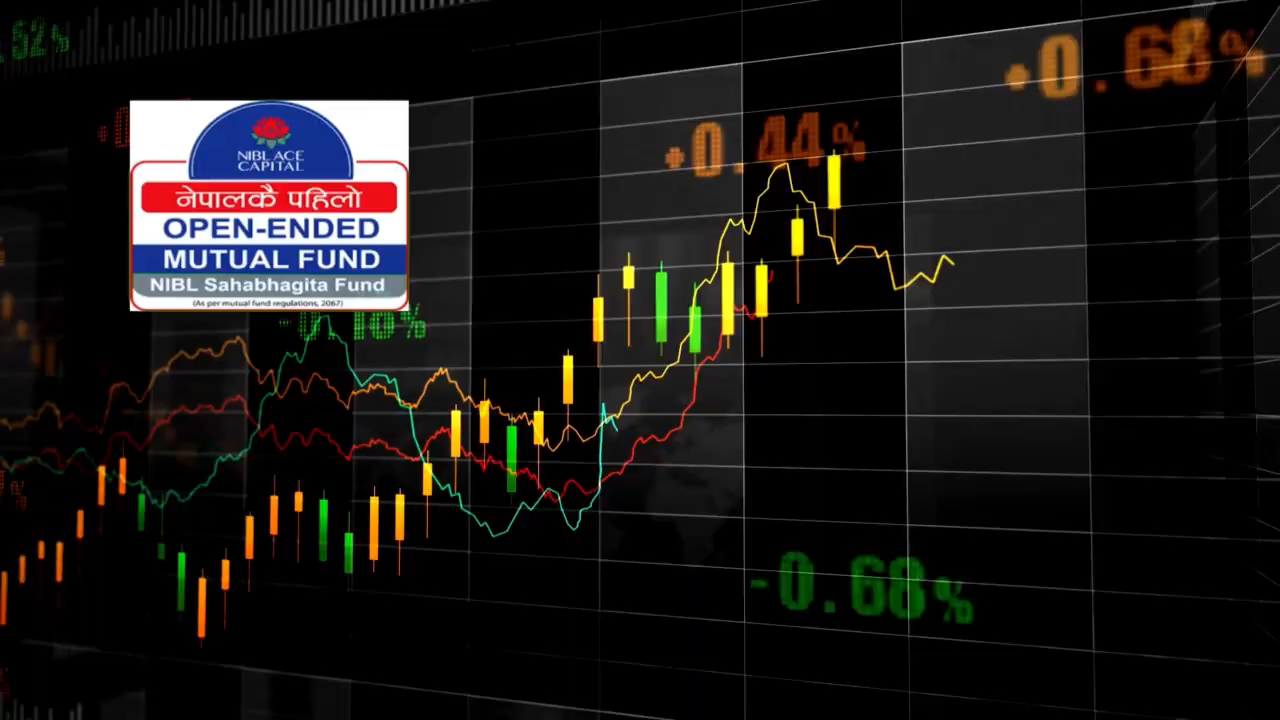 .52%
+0.68%
+0.44%
NIBL ACE
CAPITAL
नेपालकै पहिलो
OPEN-ENDED
MUTUAL FUND
NIBL Sahabhagita Fund
(As per mutual fund regulations, 2067)
-0.68%